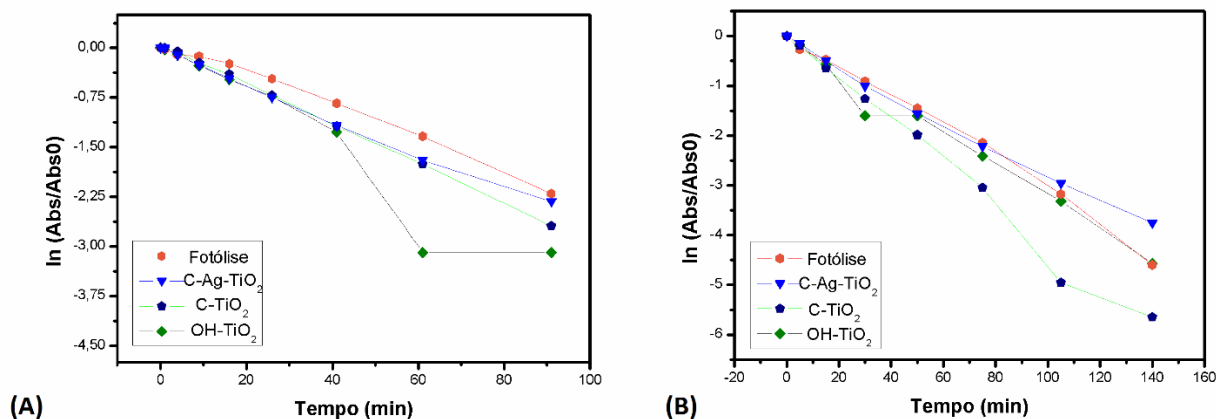 0,00
-0,75
-1,50
-2,25
-3,00
-3,75
-4,50
ln (Abs/Abs0)
Fotólise
C-Ag-TiO₂
C-TiO₂
OH-TiO₂
0 20 40 60 80 100
Tempo (min)
(A)
0
-1
-2
-3
-4
-5
-6
ln (Abs/Abs0)
Fotólise
C-Ag-TiO₂
C-TiO₂
OH-TiO₂
-20 0 20 40 60 80 100 120 140 160
Tempo (min)
(B)